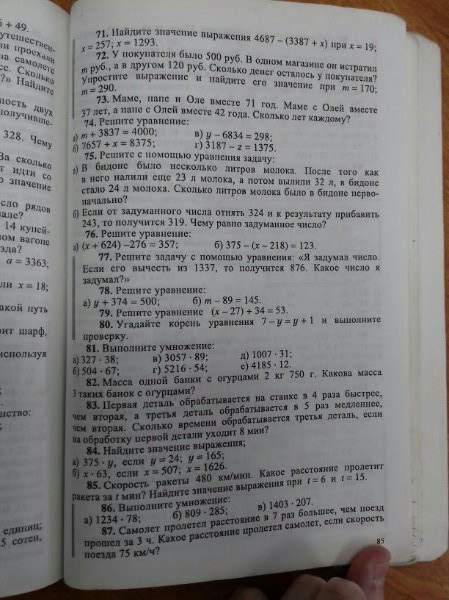 5 + 49.
71. Найдите значение выражения 4687 – (3387 + x) при x = 19;
x = 257; x = 1293.
72. У покупателя было 500 руб. В одном магазине он истратил
m руб., а в другом 120 руб. Сколько денег осталось у покупателя?
Упростите выражение и найдите его значение при m = 170;
m = 290.
73. Маме, папе и Оле вместе 71 год. Маме с Олей вместе
37 лет, а папе с Олей вместе 42 года. Сколько лет каждому?
74. Решите уравнение:
а) m + 3837 = 4000; в) y – 6834 = 298;
б) 7657 + x = 8375; г) 3187 – z = 1375.
75. Решите с помощью уравнения задачу:
а) В бидоне было несколько литров молока. После того как
в него налили еще 23 л молока, а потом вылили 32 л, в бидоне
стало 24 л молока. Сколько литров молока было в бидоне перво-
начально?
б) Если от задуманного числа отнять 324 и к результату прибавить
243, то получится 319. Чему равно задуманное число?
76. Решите уравнение:
а) (x + 624) –276 = 357; б) 375 – (x – 218) = 123.
77. Решите задачу с помощью уравнения: «Я задумал число.
Если его вычесть из 1337, то получится 876. Какое число я
задумал?»
78. Решите уравнение:
а) y + 374 = 500; б) m – 89 = 145.
79. Решите уравнение (x – 27) + 34 = 53.
80. Угадайте корень уравнения 7 – y = y + 1 и выполните
проверку.
81. Выполните умножение:
а) 327 · 38; в) 3057 · 89; д) 1007 · 31;
б) 504 · 67; г) 5216 · 54; е) 4185 · 12.
82. Масса одной банки с огурцами 2 кг 750 г. Какова масса
3 таких банок с огурцами?
83. Первая деталь обрабатывается на станке в 4 раза быстрее,
чем вторая, а третья деталь обрабатывается в 5 раз медленнее,
чем вторая. Сколько времени обрабатывается третья деталь, если
на обработку первой детали уходит 8 мин?
84. Найдите значение выражения;
а) 375 · y, если y = 24; y = 165;
б) x · 63, если x = 507; x = 1626.
85. Скорость ракеты 480 км/мин. Какое расстояние пролетит
ракета за t мин? Найдите значение выражения при t = 6 и t = 15.
86. Выполните умножение:
а) 1234 · 78; б) 809 · 285; в) 1403 · 207.
87. Самолет пролетел расстояние в 7 раз большее, чем поезд
прошел за 3 ч. Какое расстояние пролетел самолет, если скорость
поезда 75 км/ч?
85